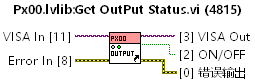 Px00.lvlib:Get OutPut Status.vi (4815)
VISA In [11]
PX00
[3] VISA Out
[2] ON/OFF
Error In [8]
OUTPUT
[0] 错误输出